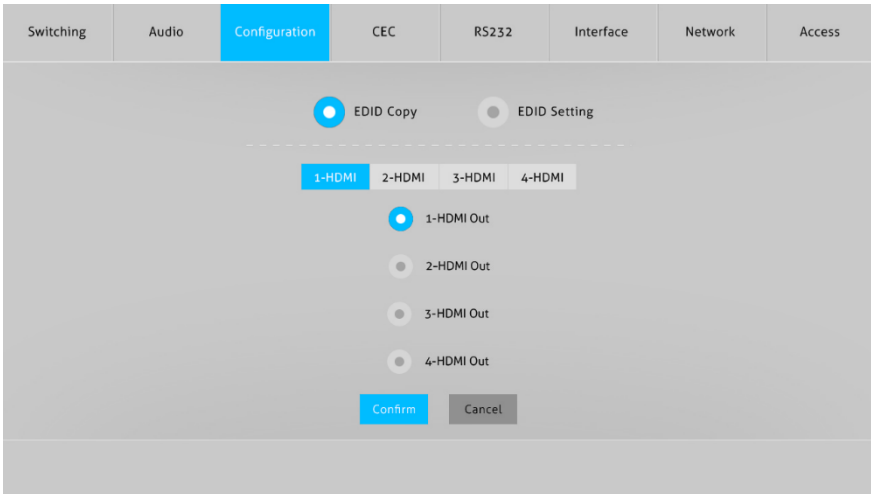 Switching Audio Configuration CEC RS232 Interface Network Access
EDID Copy EDID Setting
1-HDMI 2-HDMI 3-HDMI 4-HDMI
1-HDMI Out
2-HDMI Out
3-HDMI Out
4-HDMI Out
Confirm Cancel